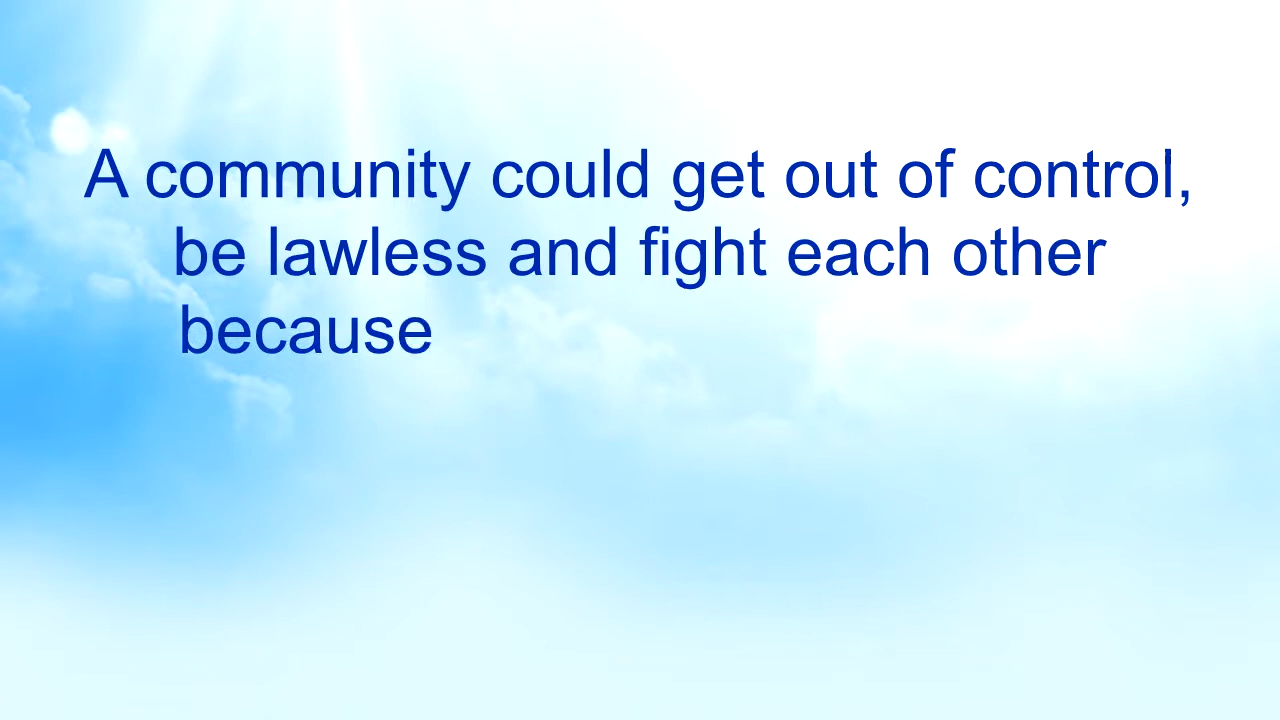 A community could get out of control,
be lawless and fight each other
because